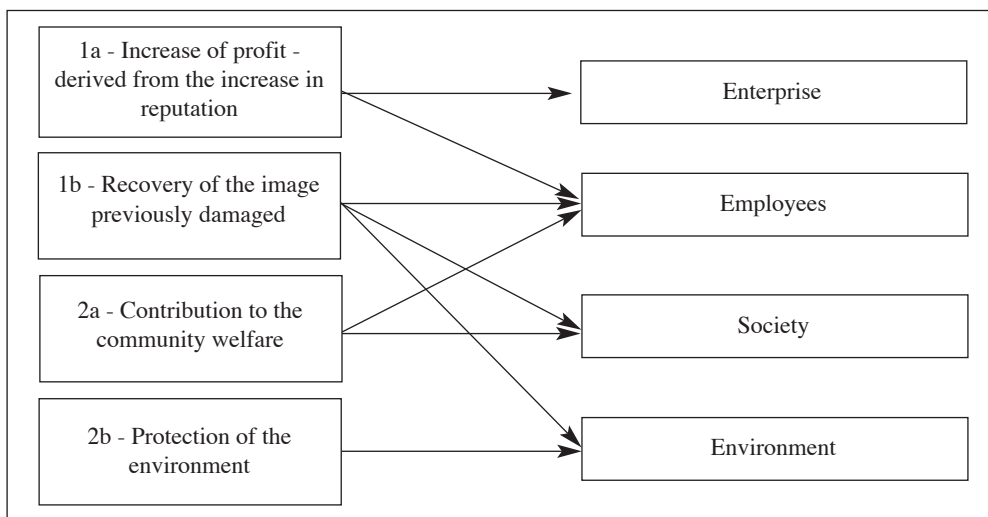 1a - Increase of profit -
derived from the increase in
reputation
Enterprise
1b - Recovery of the image
previously damaged
Employees
2a - Contribution to the
community welfare
Society
2b - Protection of the
environment
Environment